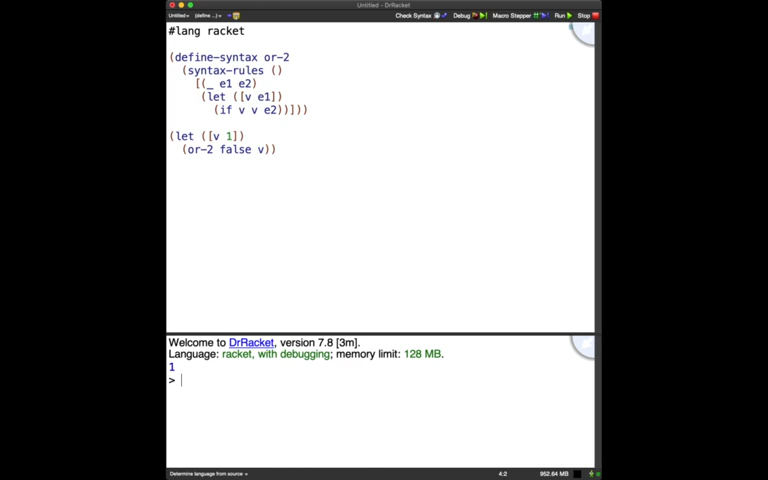 Untitled - DrRacket
Untitled▾ (define ...)▾ Check Syntax Debug Macro Stepper Run Stop
#lang racket
(define-syntax or-2
(syntax-rules ()
[(_ e1 e2)
(let ([v e1])
(if v v e2))]))
(let ([v 1])
(or-2 false v))
Welcome to DrRacket, version 7.8 [3m].
Language: racket, with debugging; memory limit: 128 MB.
1
>
Determine language from source▾ 4:2 952.64 MB